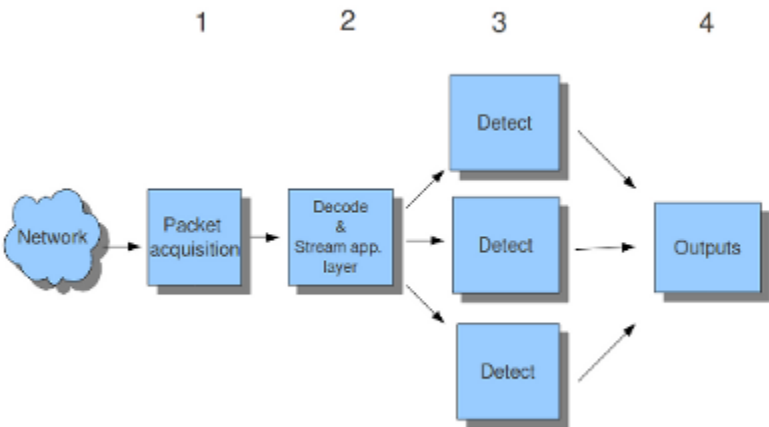 1
2
3
4
Network
Packet
acquisition
Decode
&
Stream app.
layer
Detect
Detect
Detect
Outputs